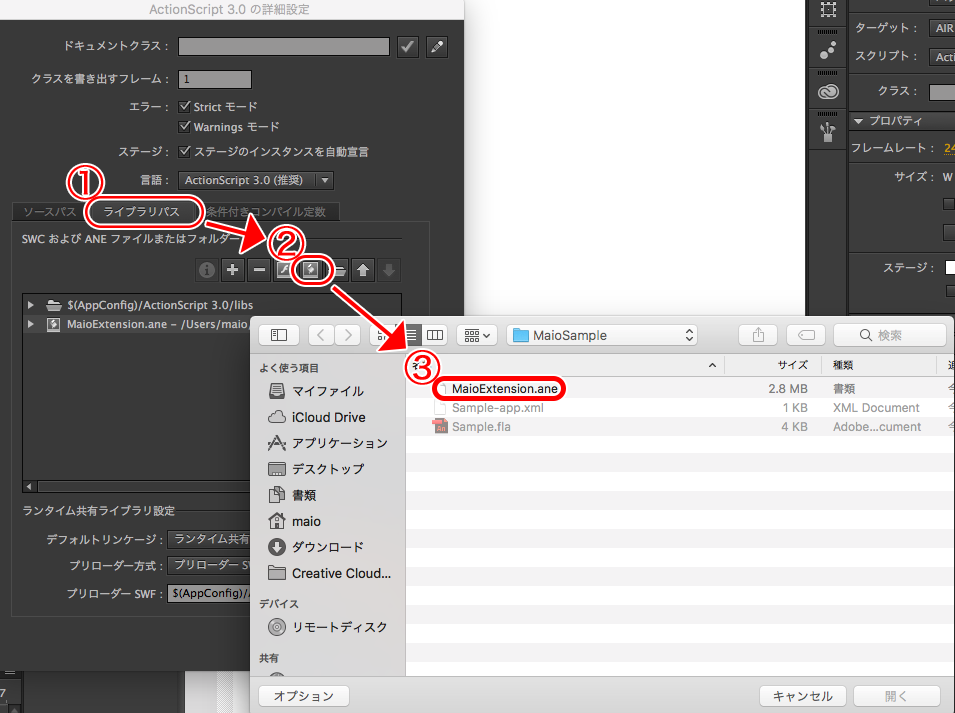 ActionScript 3.0 の詳細設定
ドキュメントクラス：
クラスを書き出すフレーム： 1
エラー： Strict モード
Warnings モード
ステージ： ステージのインスタンスを自動宣言
言語： ActionScript 3.0 (推奨)
①
ソースパス ライブラリパス 条件付きコンパイル定数
SWC および ANE ファイルまたはフォルダー
②
$(AppConfig)/ActionScript 3.0/libs
MaioExtension.ane – /Users/maio/
ランタイム共有ライブラリ設定
デフォルトリンケージ： ランタイム共有
プリローダー方式： プリローダー
プリローダー SWF： $(AppConfig)/
ターゲット： AIR
スクリプト： Acti
クラス：
プロパティ
フレームレート： 24
サイズ： W
ステージ：
MaioSample
検索
③
サイズ 種類
MaioExtension.ane 2.8 MB 書類
Sample-app.xml 1 KB XML Document
Sample.fla 4 KB Adobe...cument
よく使う項目
マイファイル
iCloud Drive
アプリケーション
デスクトップ
書類
maio
ダウンロード
Creative Cloud...
デバイス
リモートディスク
共有
オプション キャンセル 開く
7